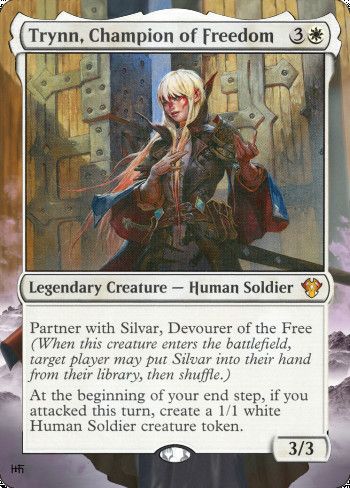 Trynn, Champion of Freedom 3
Legendary Creature — Human Soldier
Partner with Silvar, Devourer of the Free
(When this creature enters the battlefield,
target player may put Silvar into their hand
from their library, then shuffle.)
At the beginning of your end step, if you
attacked this turn, create a 1/1 white
Human Soldier creature token.
3/3